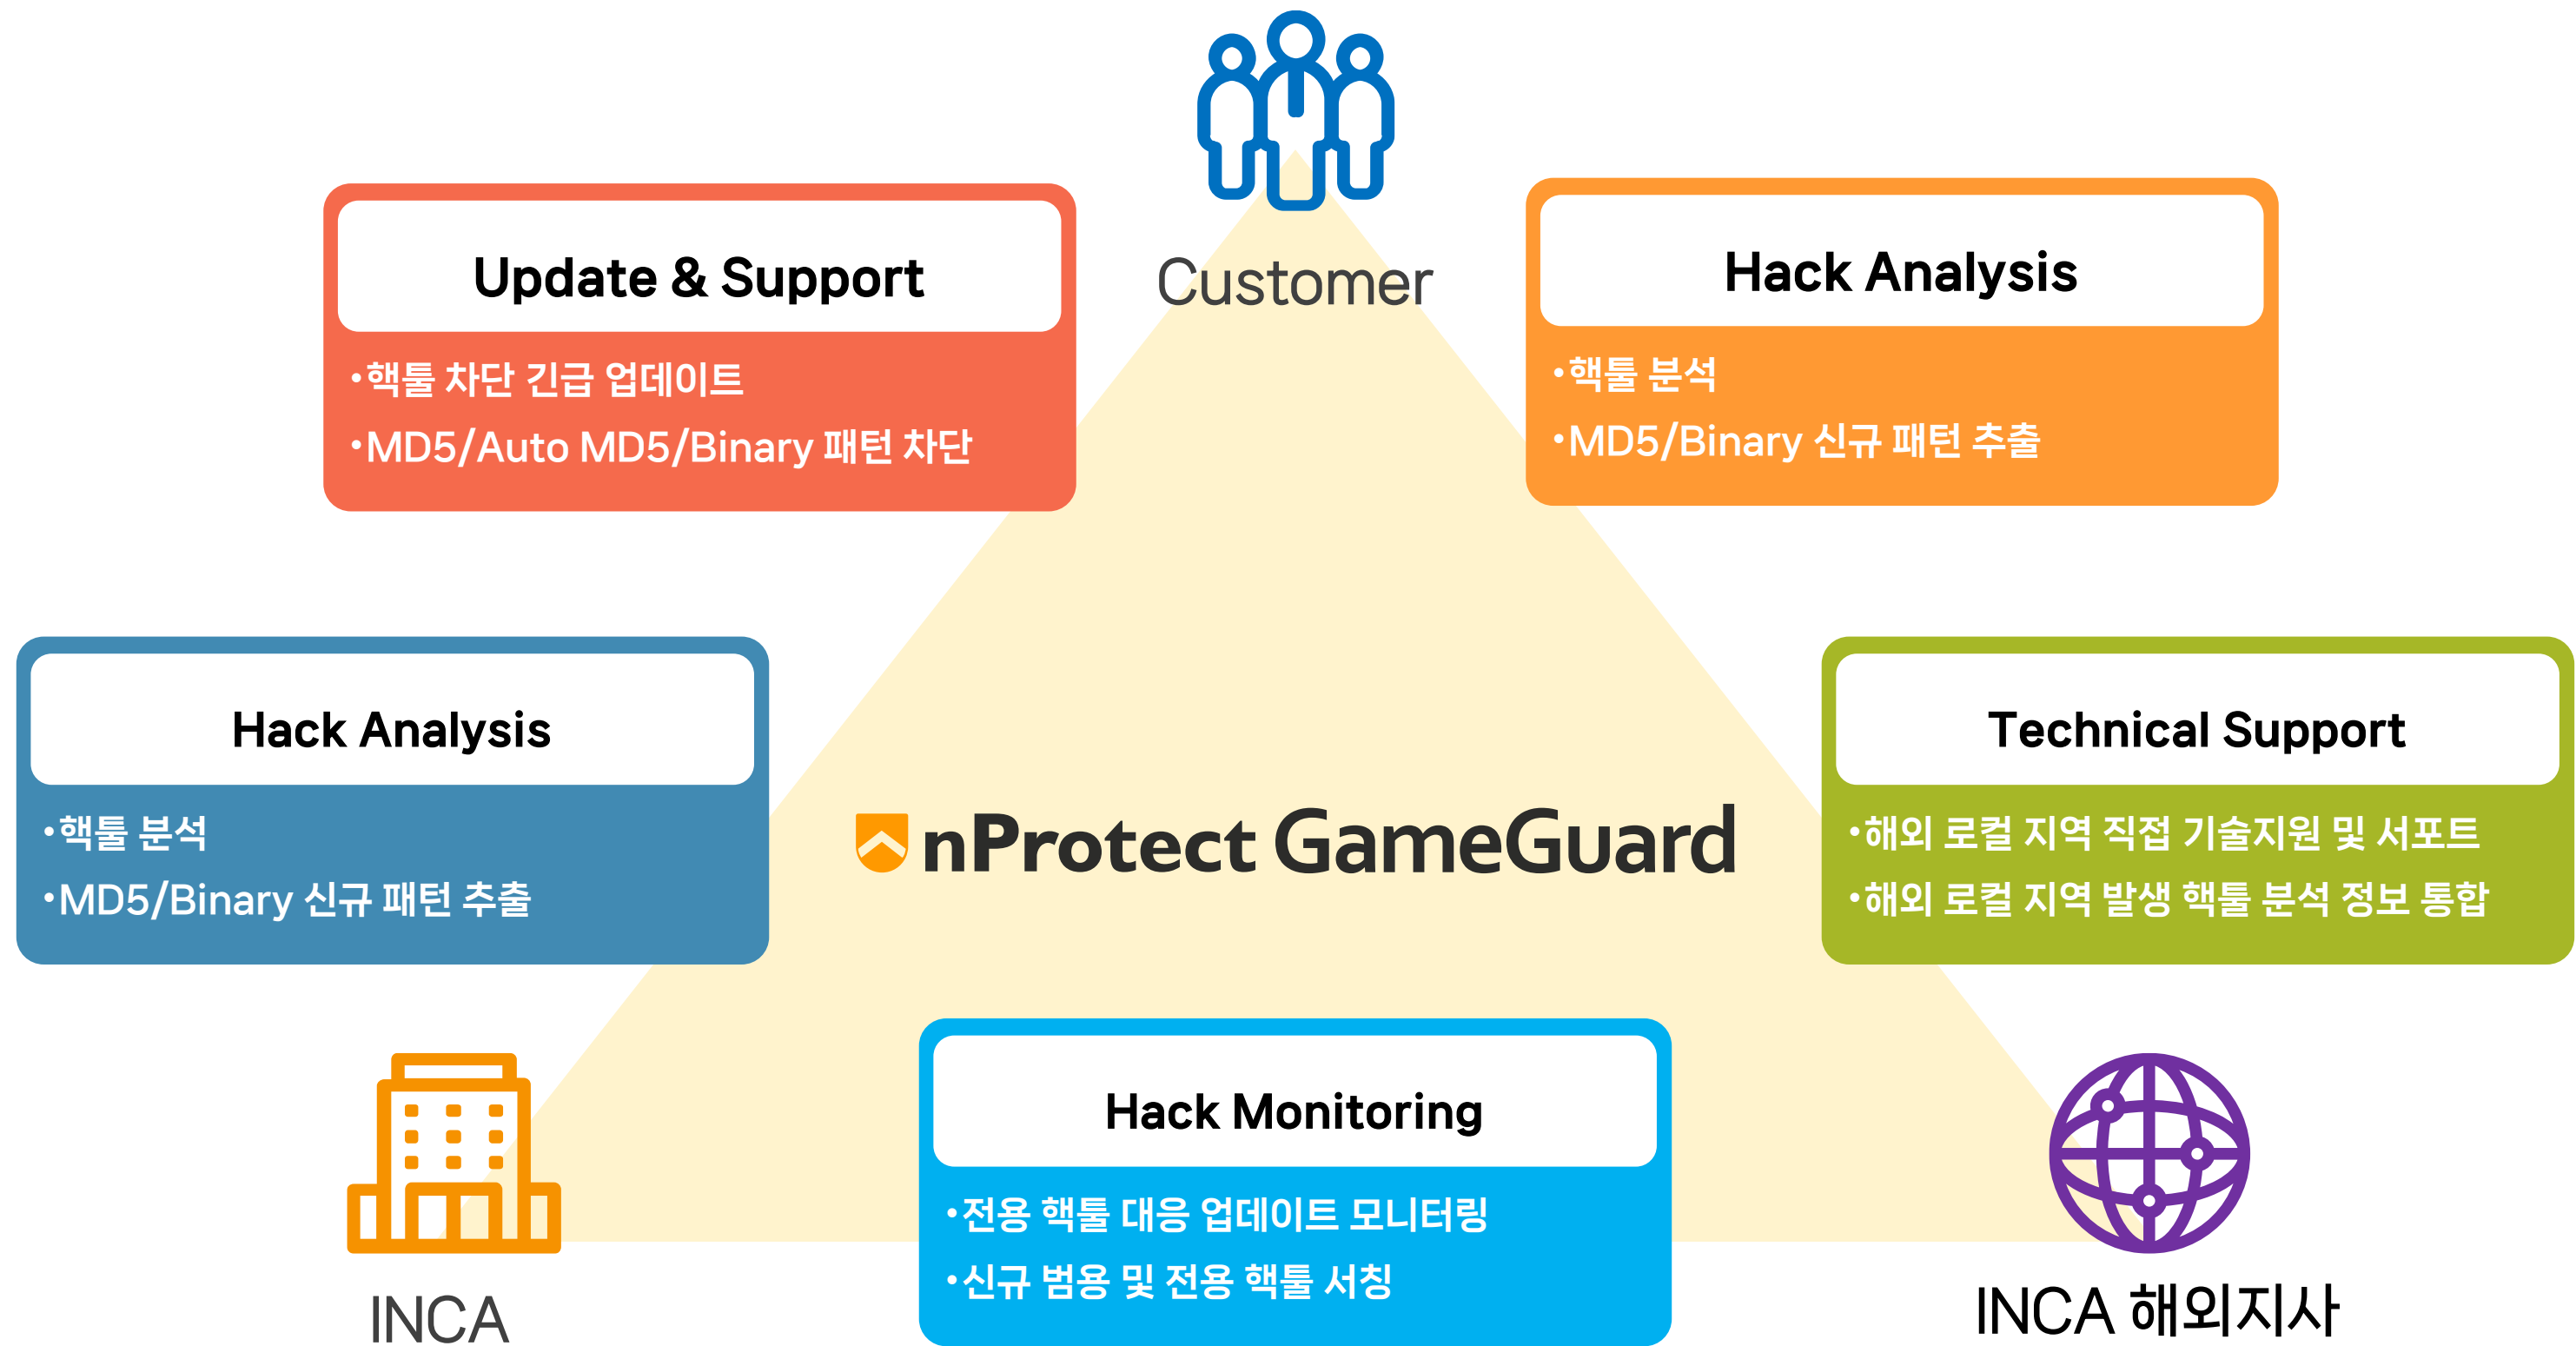 Customer
Update & Support
•핵툴 차단 긴급 업데이트
•MD5/Auto MD5/Binary 패턴 차단
Hack Analysis
•핵툴 분석
•MD5/Binary 신규 패턴 추출
Hack Analysis
•핵툴 분석
•MD5/Binary 신규 패턴 추출
nProtect GameGuard
Technical Support
•해외 로컬 지역 직접 기술지원 및 서포트
•해외 로컬 지역 발생 핵툴 분석 정보 통합
Hack Monitoring
•전용 핵툴 대응 업데이트 모니터링
•신규 범용 및 전용 핵툴 서칭
INCA
INCA 해외지사